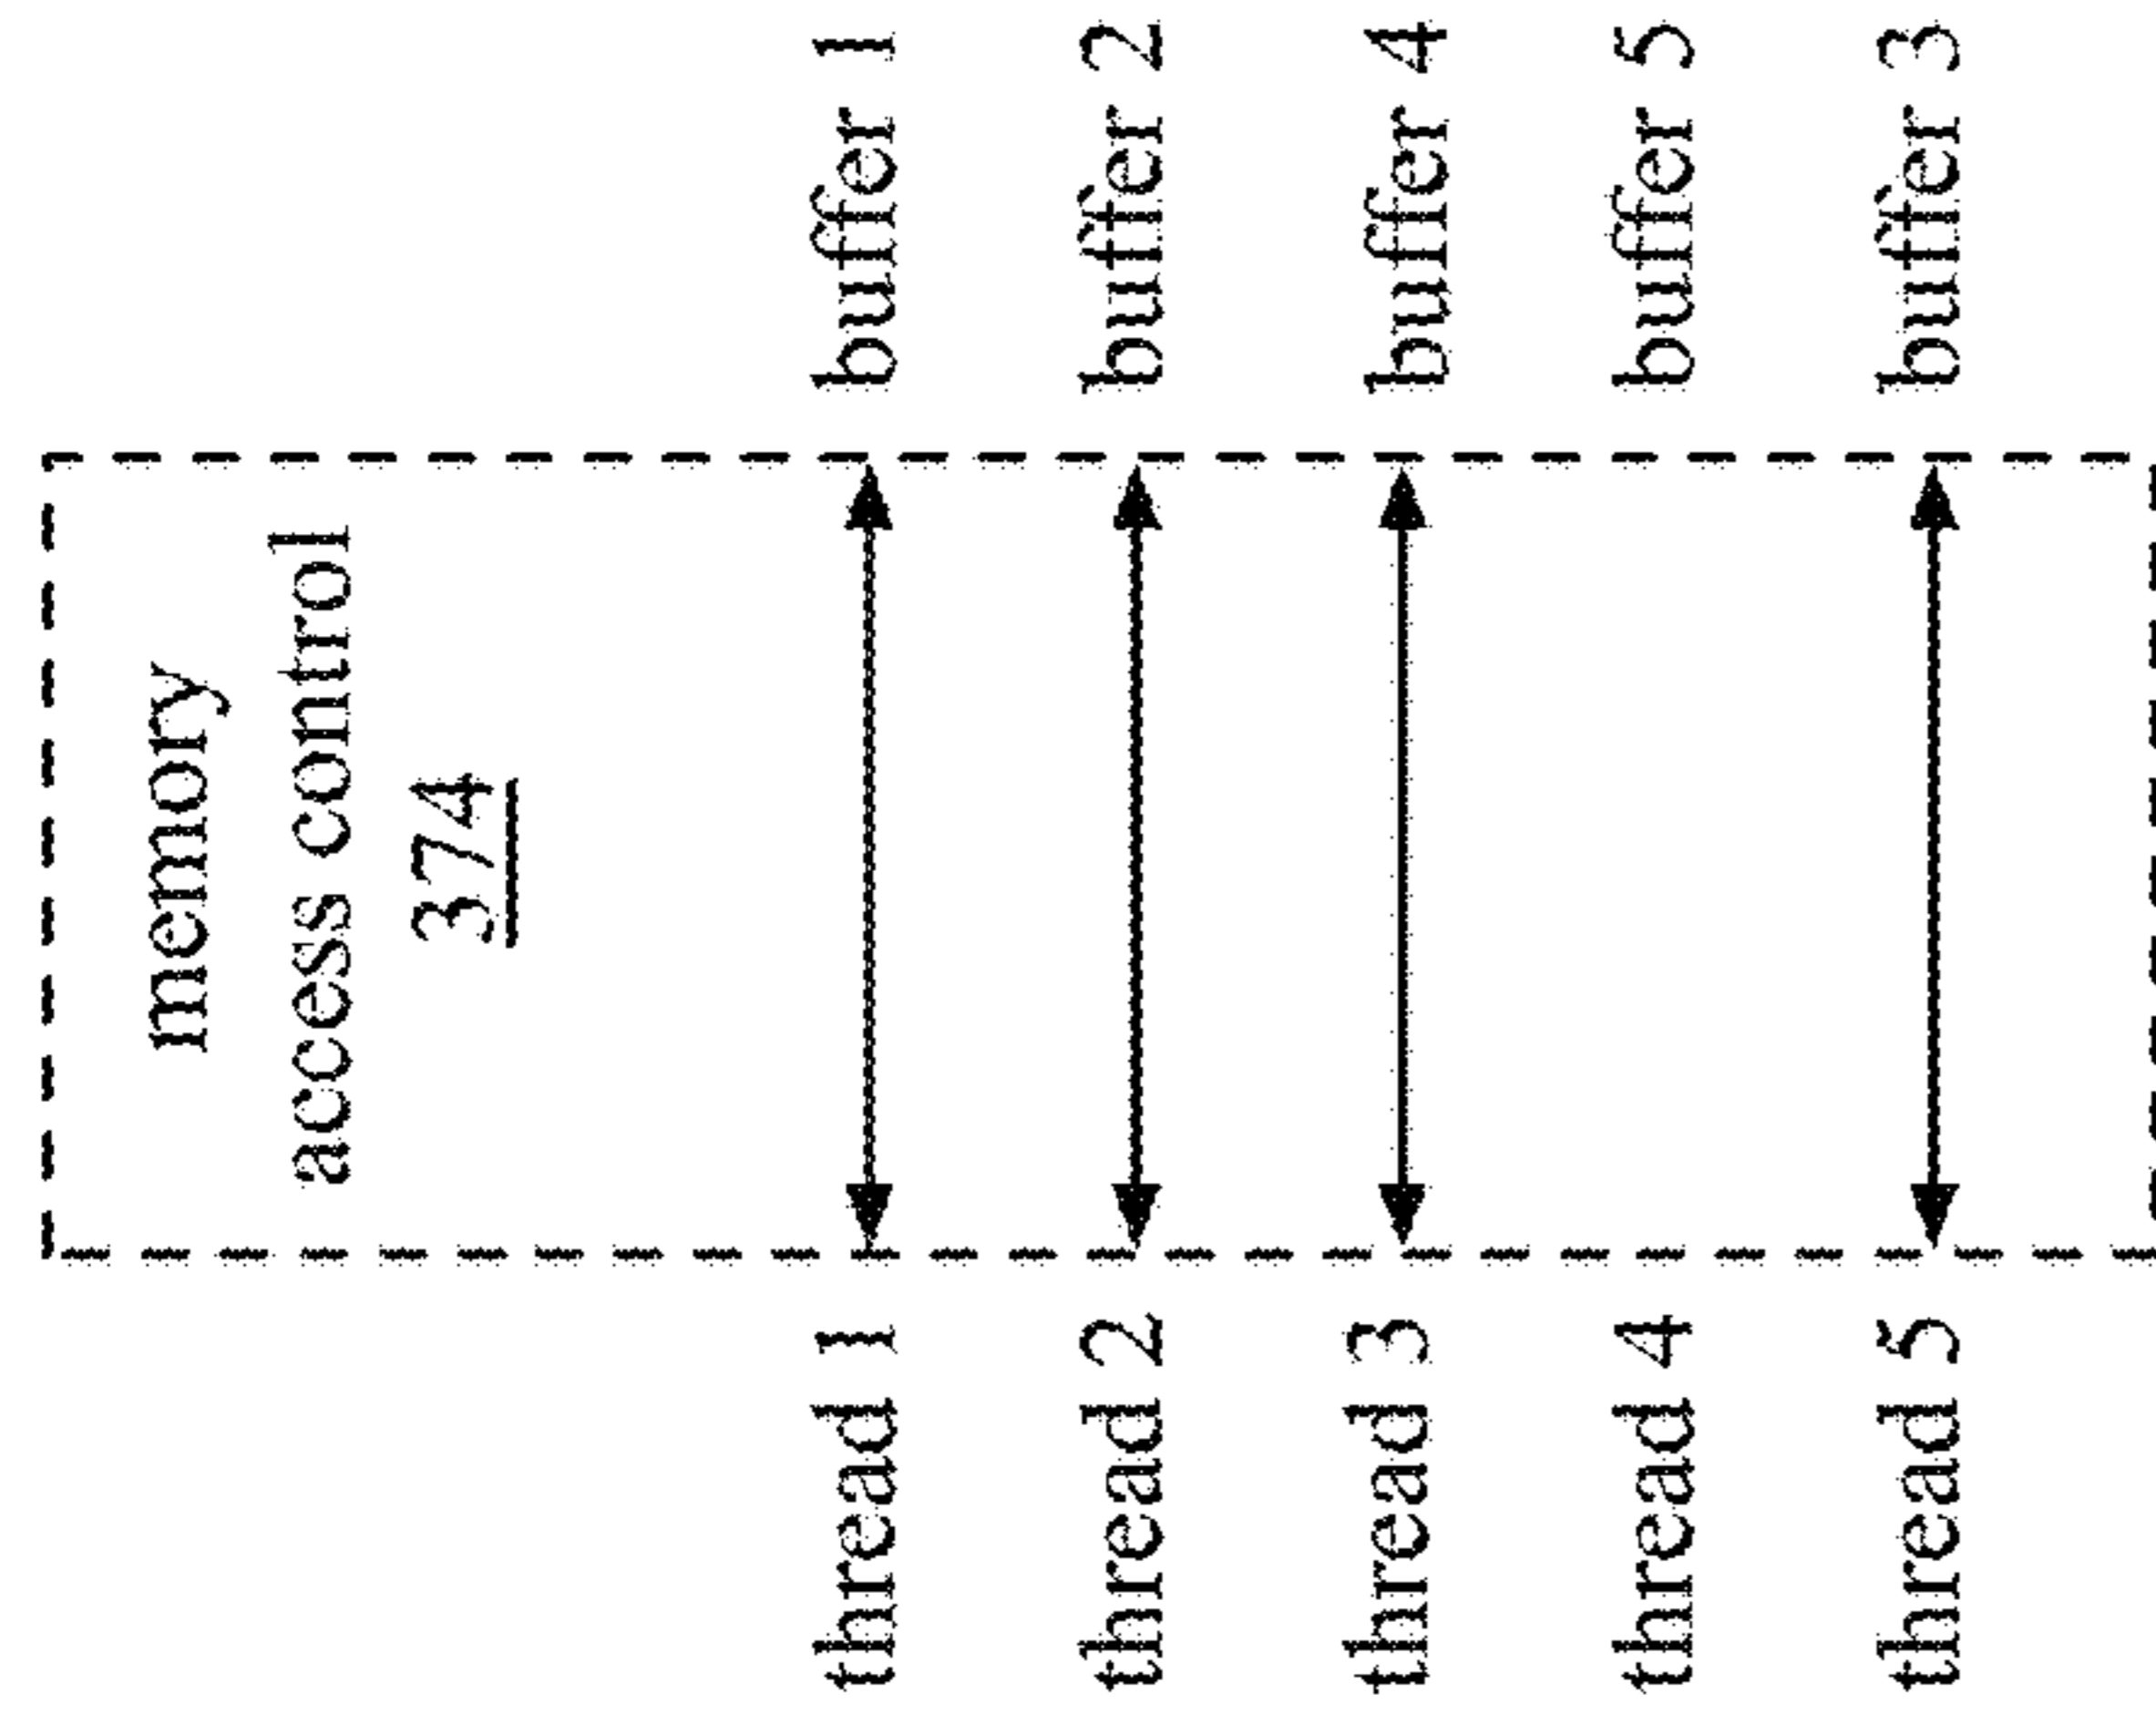 memory
access control
374
thread 1
buffer 1
thread 2
buffer 2
thread 3
buffer 4
thread 4
buffer 5
thread 5
buffer 3